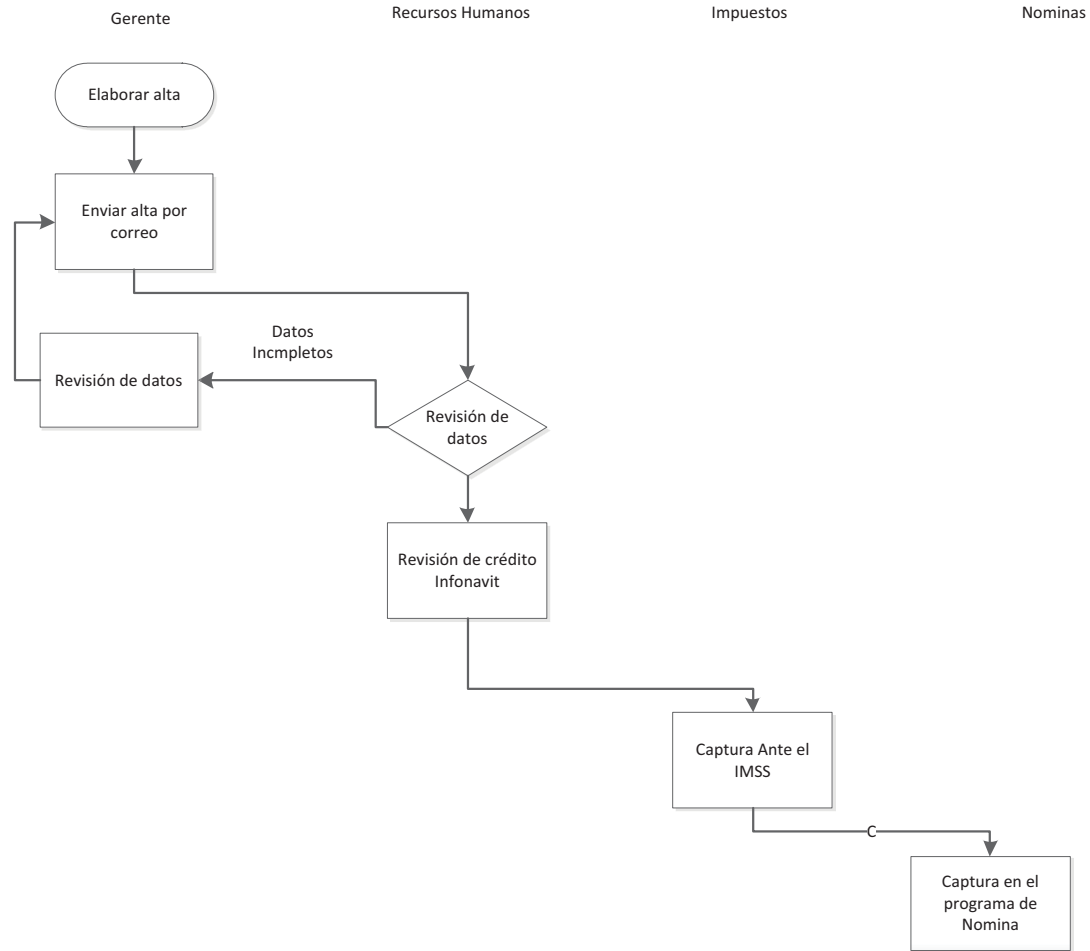 Gerente
Recursos Humanos
Impuestos
Nominas
Elaborar alta
Enviar alta por
correo
Datos
Incmpletos
Revisión de datos
Revisión de
datos
Revisión de crédito
Infonavit
Captura Ante el
IMSS
C
Captura en el
programa de
Nomina